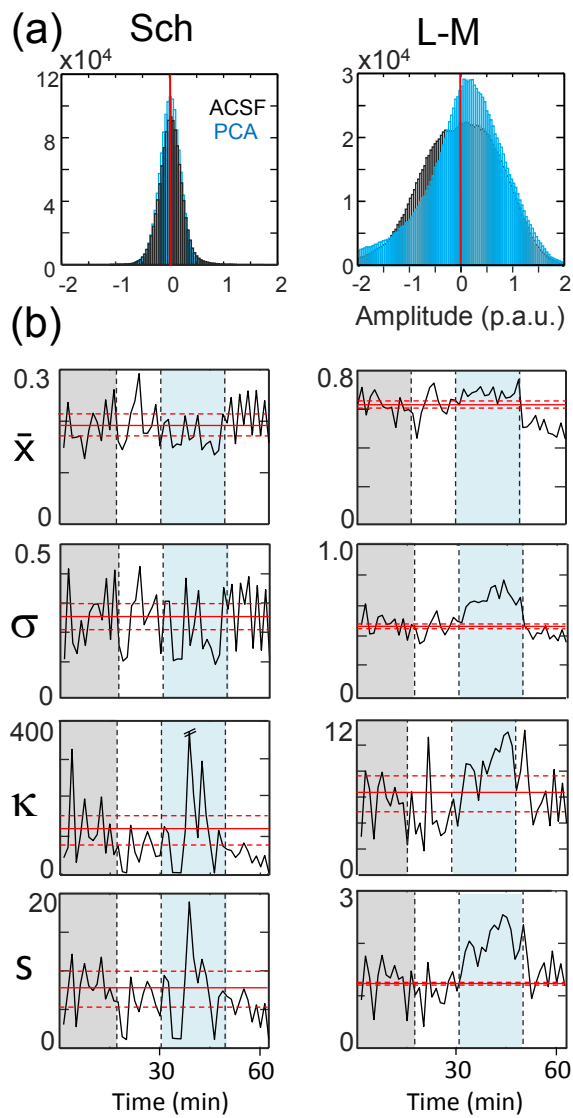 (a) Sch L-M
x10⁴ x10⁴
12 3
ACSF
PCA
8 2
4 1
0 0
-2 -1 0 1 2 -2 -1 0 1 2
Amplitude (p.a.u.)
(b)
0.3 0.8
x̄
0 0
0.5 1.0
σ
0 0
400 12
κ
0 0
20 3
s
0 0
30 60 30 60
Time (min) Time (min)